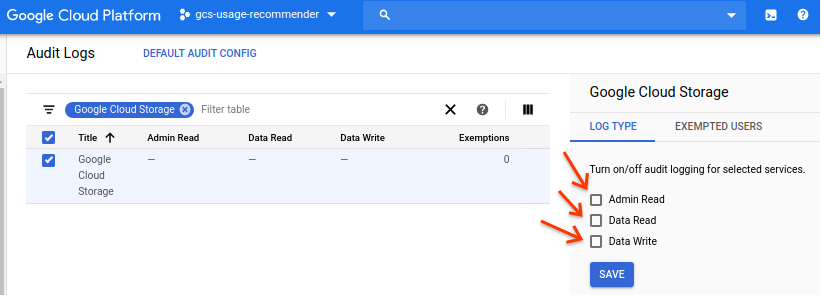 Google Cloud Platform gcs-usage-recommender
Audit Logs DEFAULT AUDIT CONFIG
Google Cloud Storage Filter table
Title Admin Read Data Read Data Write Exemptions
Google Cloud Storage — — — 0
Google Cloud Storage
LOG TYPE EXEMPTED USERS
Turn on/off audit logging for selected services.
Admin Read
Data Read
Data Write
SAVE